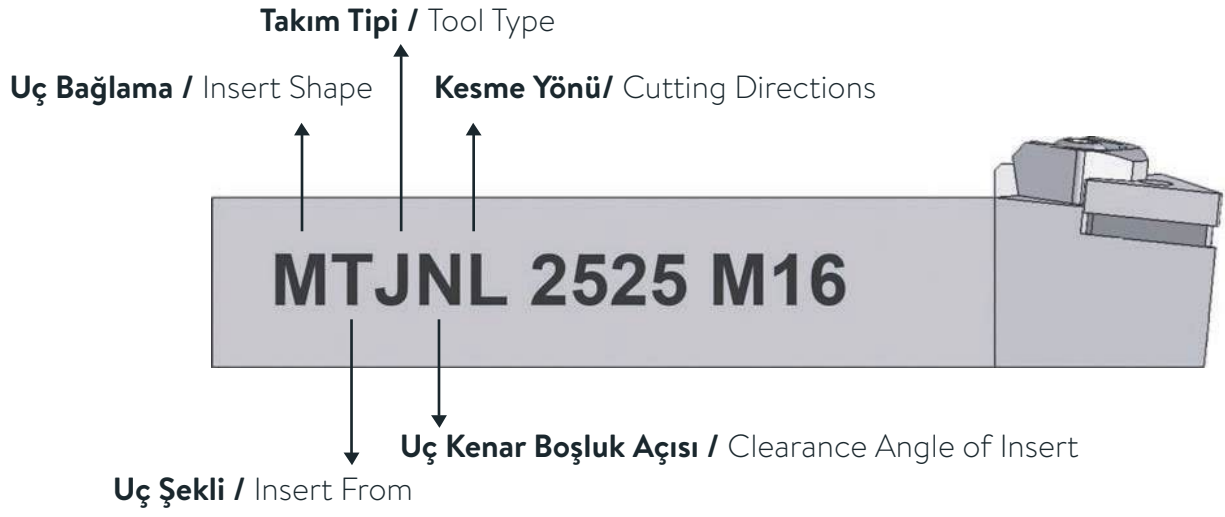 Takım Tipi / Tool Type
Uç Bağlama / Insert Shape
Kesme Yönü/ Cutting Directions
MTJNL 2525 M16
Uç Kenar Boşluk Açısı / Clearance Angle of Insert
Uç Şekli / Insert From